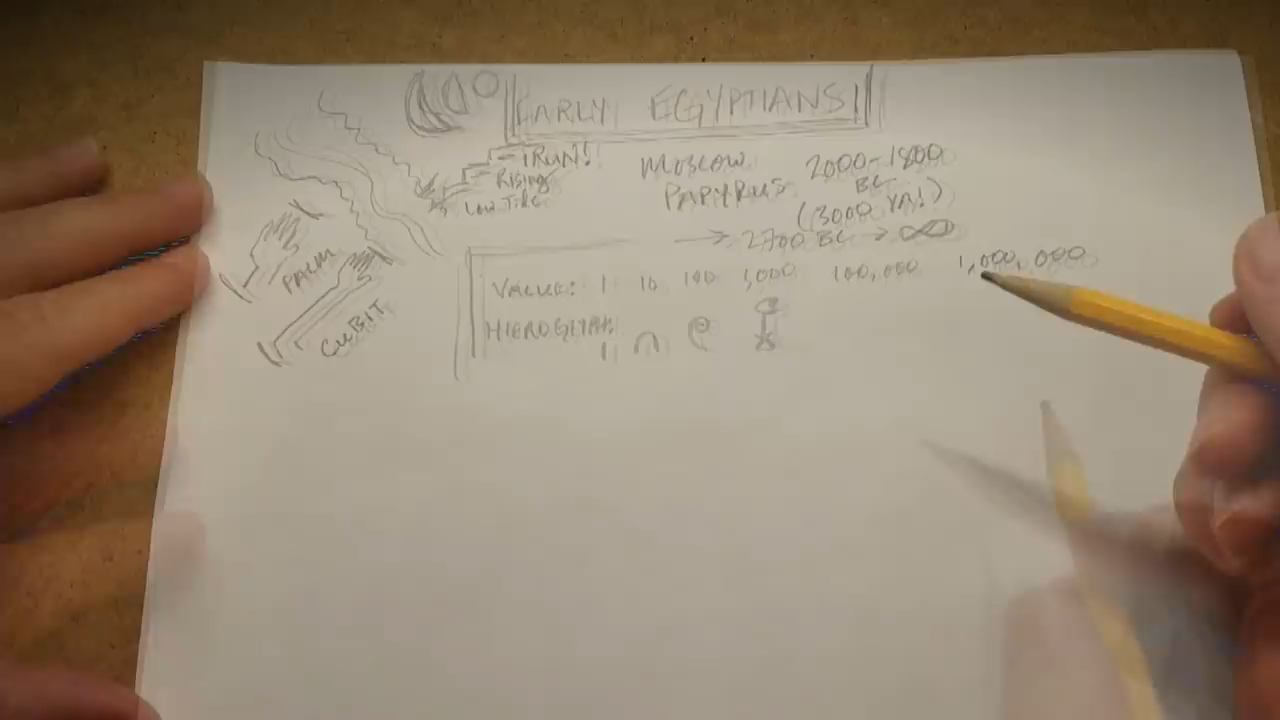 EARLY EGYPTIANS!
RUN!!
Rising
Low Tide
MOSCOW
PAPYRUS
2000-1800
BC
(3000 YA!)
→ 2700 BC → ∞
PALM
CUBIT
VALUE: 1 10 100 1,000 100,000 1,000,000
HIEROGLYPH: